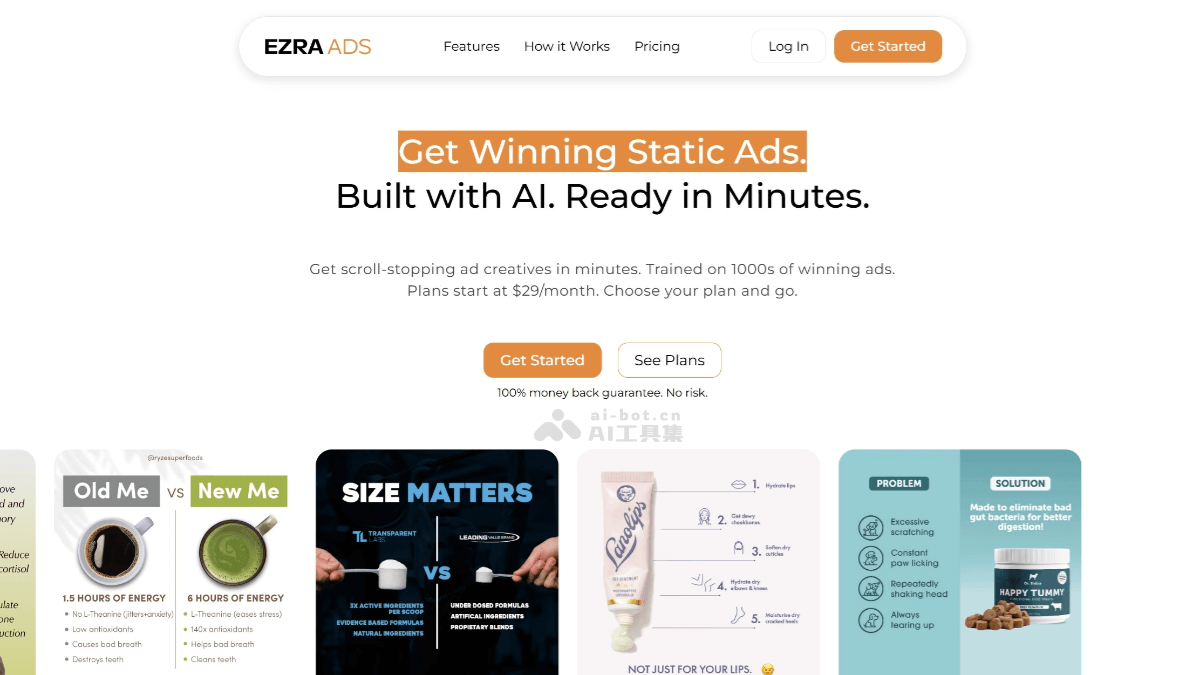 EZRA ADS
Features
How it Works
Pricing
Log In
Get Started
Get Winning Static Ads.
Built with AI. Ready in Minutes.
Get scroll-stopping ad creatives in minutes. Trained on 1000s of winning ads.
Plans start at $29/month. Choose your plan and go.
Get Started
See Plans
100% money back guarantee. No risk.
ai-bot.cn
AI工具集
ove
d and
ory
Reduce
cortisol
ulate
one
uction
@ryzesuperfoods
Old Me VS New Me
1.5 HOURS OF ENERGY
No L-Theanine (jitters+anxiety)
Low antioxidants
Causes bad breath
Destroys teeth
6 HOURS OF ENERGY
L-Theanine (eases stress)
140x antioxidants
Helps bad breath
Cleans teeth
SIZE MATTERS
TL TRANSPARENT
LABS
LEADING VALUE BRAND
VS
3X ACTIVE INGREDIENTS
PER SCOOP
EVIDENCE BASED FORMULAS
NATURAL INGREDIENTS
UNDER DOSED FORMULAS
ARTIFICAL INGREDIENTS
PROPIETARY BLENDS
Lanolips
1. Hydrate lips
2. Get dewy
cheekbones
3. Soften dry
cuticles
4. Hydrate dry
elbows & knees
5. Moisturise dry
cracked heels
NOT JUST FOR YOUR LIPS.
PROBLEM
Excessive
scratching
Constant
paw licking
Repeatedly
shaking head
Always
tearing up
SOLUTION
Made to eliminate bad
gut bacteria for better
digestion!
HAPPY TUMMY